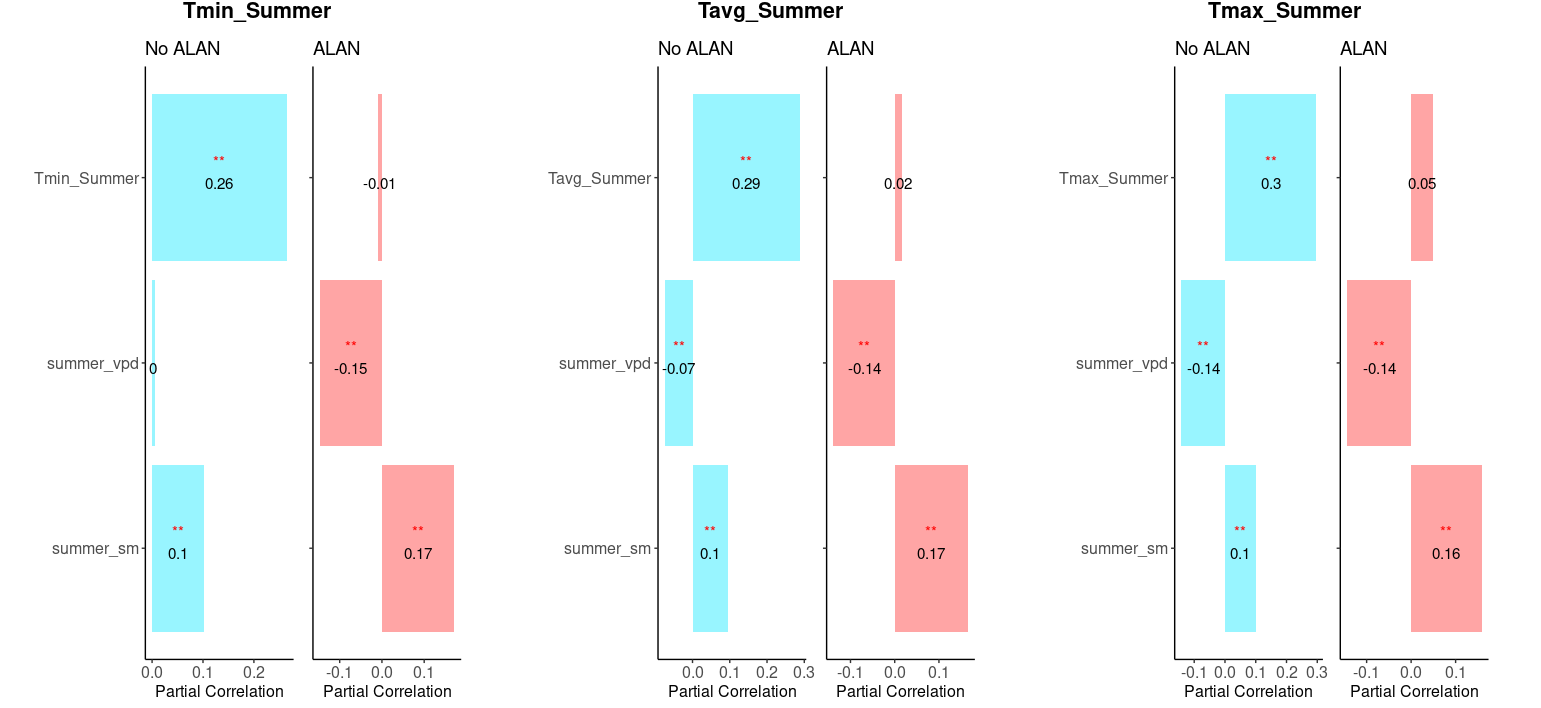 Tmin_Summer
No ALAN
ALAN
Tmin_Summer
**
0.26
-0.01
summer_vpd
0
**
-0.15
summer_sm
**
0.1
**
0.17
0.0 0.1 0.2
-0.1 0.0 0.1
Partial Correlation
Partial Correlation
Tavg_Summer
No ALAN
ALAN
Tavg_Summer
**
0.29
0.02
summer_vpd
**
-0.07
**
-0.14
summer_sm
**
0.1
**
0.17
0.0 0.1 0.2 0.3
-0.1 0.0 0.1
Partial Correlation
Partial Correlation
Tmax_Summer
No ALAN
ALAN
Tmax_Summer
**
0.3
0.05
summer_vpd
**
-0.14
**
-0.14
summer_sm
**
0.1
**
0.16
-0.1 0.0 0.1 0.2 0.3
-0.1 0.0 0.1
Partial Correlation
Partial Correlation